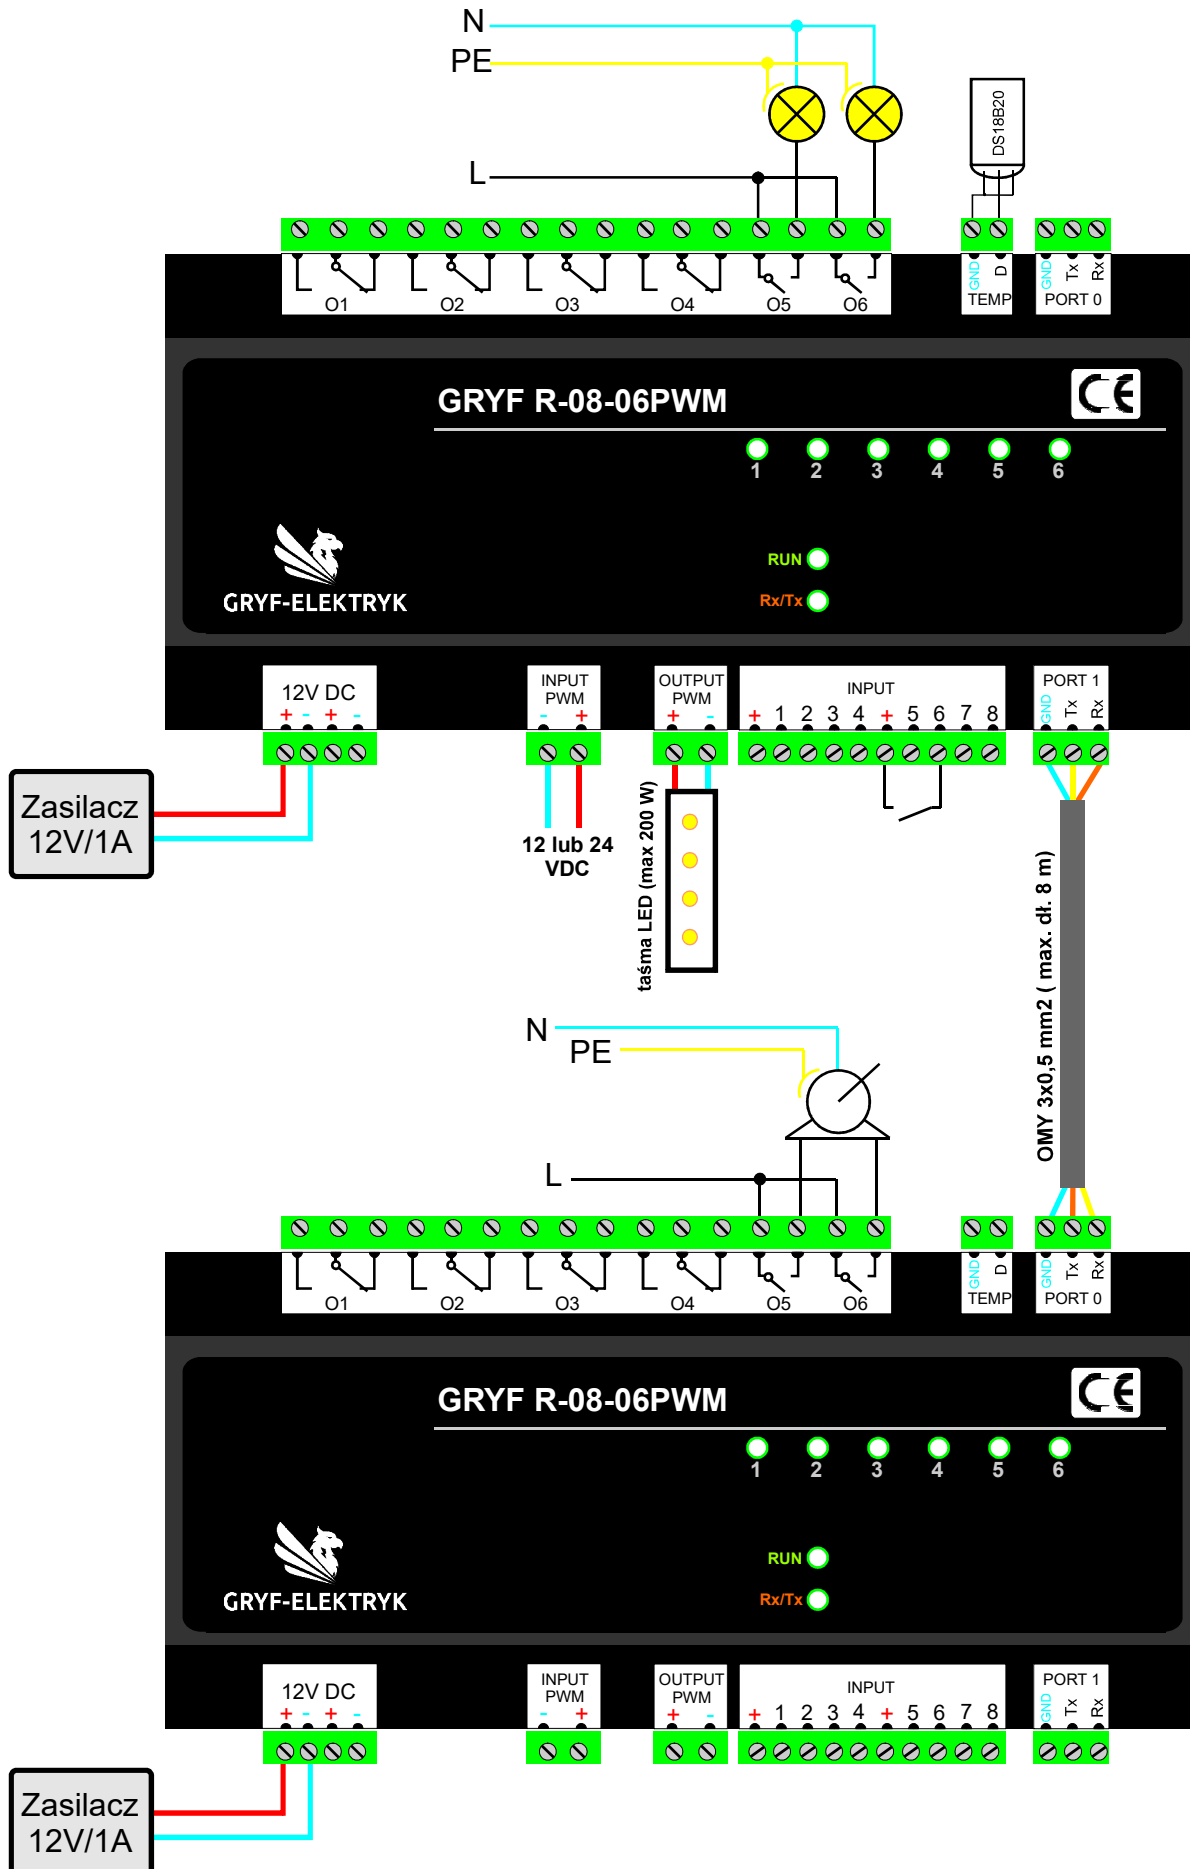 N
PE
DS18B20
L
O1 O2 O3 O4 O5 O6
GND D
TEMP
GND Tx Rx
PORT 0
GRYF R-08-06PWM
CE
1 2 3 4 5 6
RUN
Rx/Tx
GRYF-ELEKTRYK
12V DC
+ - + -
INPUT
PWM
- +
OUTPUT
PWM
+ -
INPUT
+ 1 2 3 4 + 5 6 7 8
PORT 1
GND Tx Rx
Zasilacz
12V/1A
12 lub 24
VDC
taśma LED (max 200 W)
OMY 3x0,5 mm2 ( max. dł. 8 m)
N
PE
L
O1 O2 O3 O4 O5 O6
GND D
TEMP
GND Tx Rx
PORT 0
GRYF R-08-06PWM
CE
1 2 3 4 5 6
RUN
Rx/Tx
GRYF-ELEKTRYK
12V DC
+ - + -
INPUT
PWM
- +
OUTPUT
PWM
+ -
INPUT
+ 1 2 3 4 + 5 6 7 8
PORT 1
GND Tx Rx
Zasilacz
12V/1A